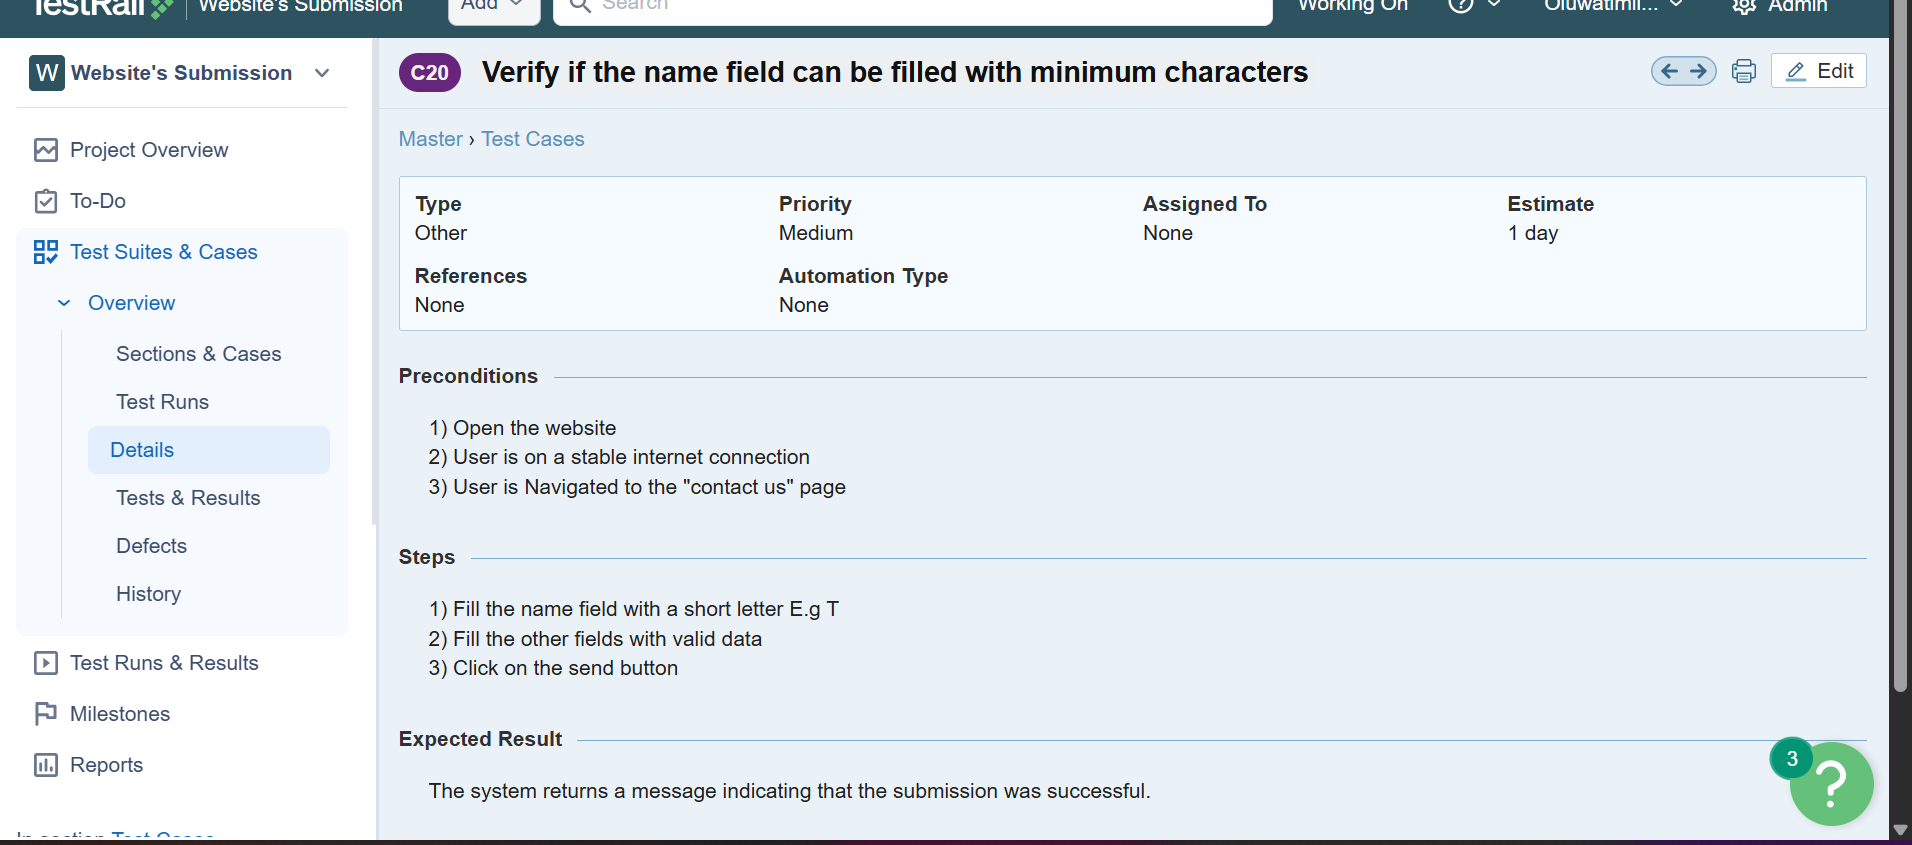 TestRail
Website's Submission
Add
Search
Working On
Oluwatimil...
Admin
W Website's Submission
Project Overview
To-Do
Test Suites & Cases
Overview
Sections & Cases
Test Runs
Details
Tests & Results
Defects
History
Test Runs & Results
Milestones
Reports
In section Test Cases
C20 Verify if the name field can be filled with minimum characters
Edit
Master › Test Cases
Type
Other
Priority
Medium
Assigned To
None
Estimate
1 day
References
None
Automation Type
None
Preconditions
1) Open the website
2) User is on a stable internet connection
3) User is Navigated to the "contact us" page
Steps
1) Fill the name field with a short letter E.g T
2) Fill the other fields with valid data
3) Click on the send button
Expected Result
The system returns a message indicating that the submission was successful.
3
?